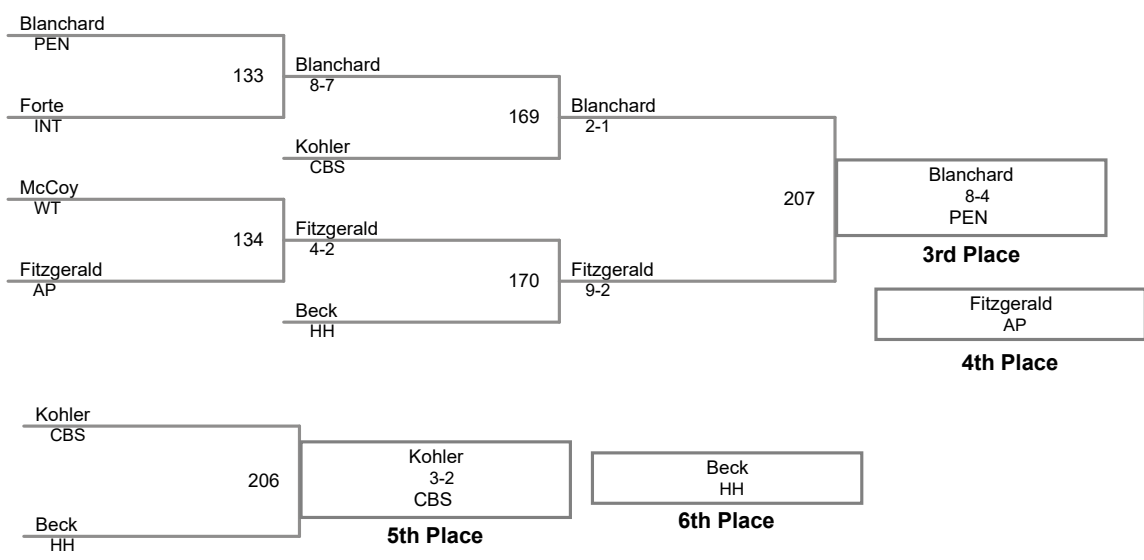 Blanchard
PEN
133
Blanchard
8-7
Forte
INT
169
Blanchard
2-1
Kohler
CBS
McCoy
WT
134
Fitzgerald
4-2
Fitzgerald
AP
170
Fitzgerald
9-2
Beck
HH
207
Blanchard
8-4
PEN
3rd Place
Fitzgerald
AP
4th Place
Kohler
CBS
206
Beck
HH
Kohler
3-2
CBS
5th Place
Beck
HH
6th Place